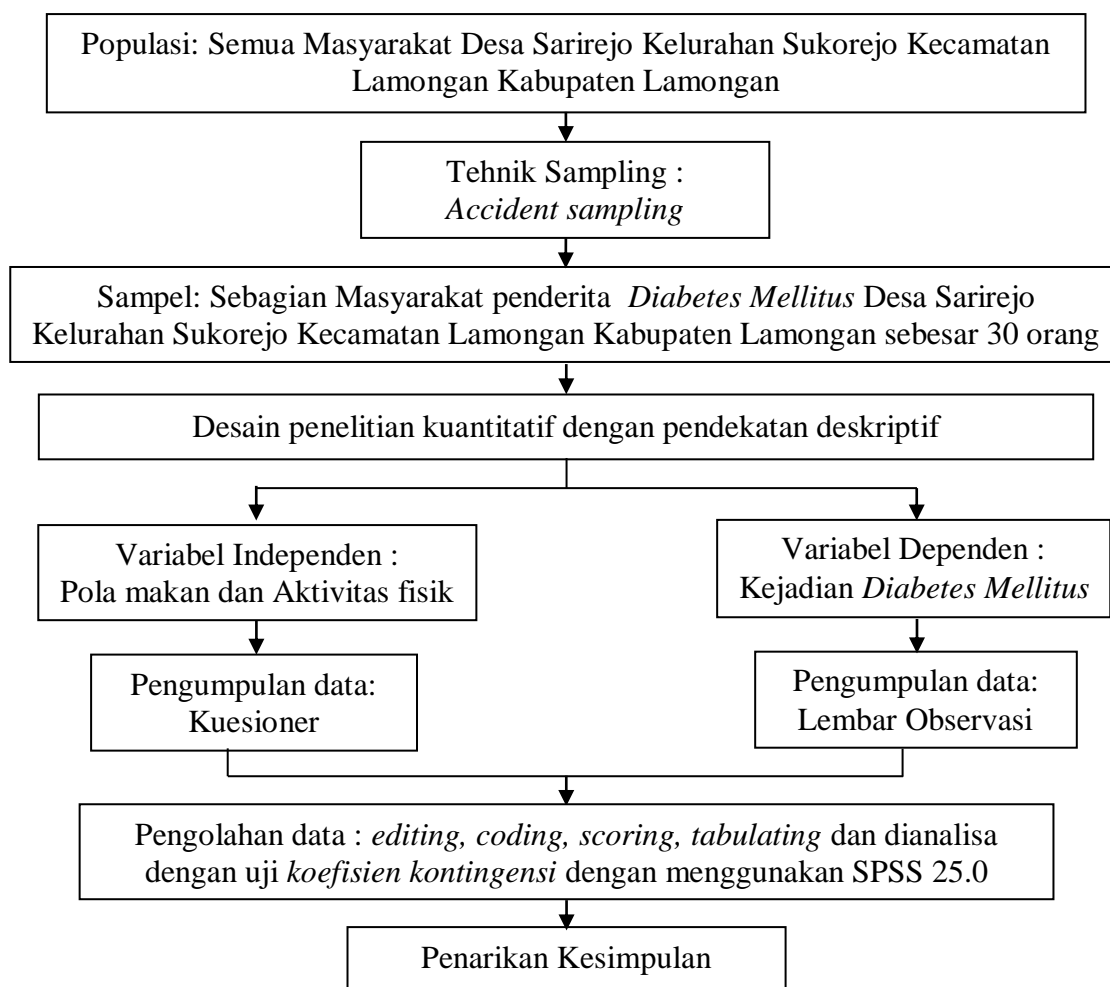 Populasi: Semua Masyarakat Desa Sarirejo Kelurahan Sukorejo Kecamatan
Lamongan Kabupaten Lamongan
Tehnik Sampling :
Accident sampling
Sampel: Sebagian Masyarakat penderita Diabetes Mellitus Desa Sarirejo
Kelurahan Sukorejo Kecamatan Lamongan Kabupaten Lamongan sebesar 30 orang
Desain penelitian kuantitatif dengan pendekatan deskriptif
Variabel Independen :
Pola makan dan Aktivitas fisik
Variabel Dependen :
Kejadian Diabetes Mellitus
Pengumpulan data:
Kuesioner
Pengumpulan data:
Lembar Observasi
Pengolahan data : editing, coding, scoring, tabulating dan dianalisa
dengan uji koefisien kontingensi dengan menggunakan SPSS 25.0
Penarikan Kesimpulan